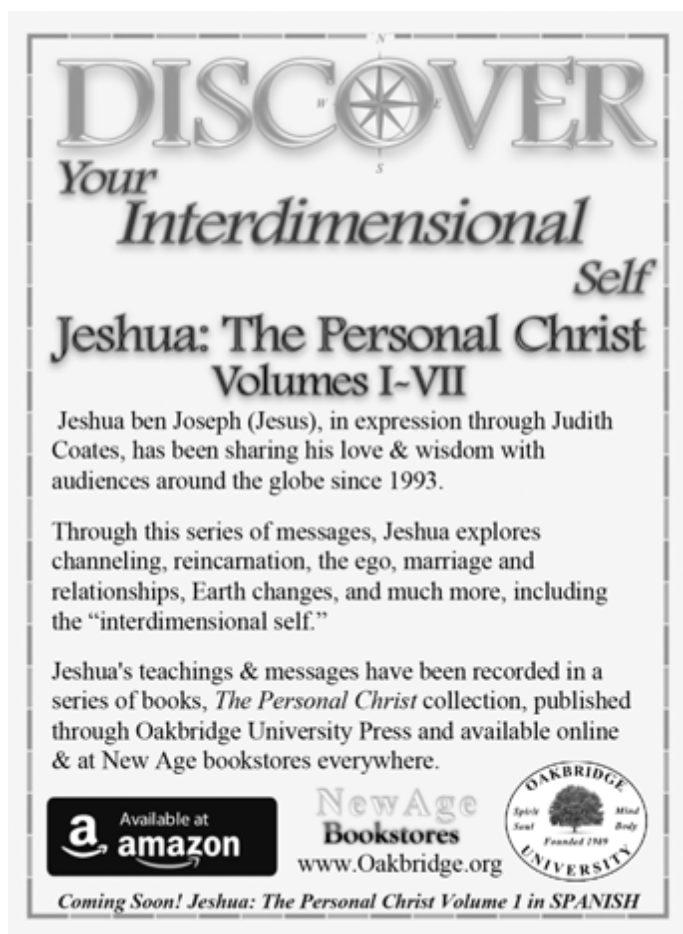 N
DISCOVER
W E
S
Your
Interdimensional
Self
Jeshua: The Personal Christ
Volumes I~VII
Jeshua ben Joseph (Jesus), in expression through Judith
Coates, has been sharing his love & wisdom with
audiences around the globe since 1993.
Through this series of messages, Jeshua explores
channeling, reincarnation, the ego, marriage and
relationships, Earth changes, and much more, including
the “interdimensional self.”
Jeshua's teachings & messages have been recorded in a
series of books, The Personal Christ collection, published
through Oakbridge University Press and available online
& at New Age bookstores everywhere.
a Available at
amazon
NewAge
Bookstores
www.Oakbridge.org
OAKBRIDGE
Spirit Mind
Soul Body
Founded 1989
UNIVERSITY
Coming Soon! Jeshua: The Personal Christ Volume 1 in SPANISH